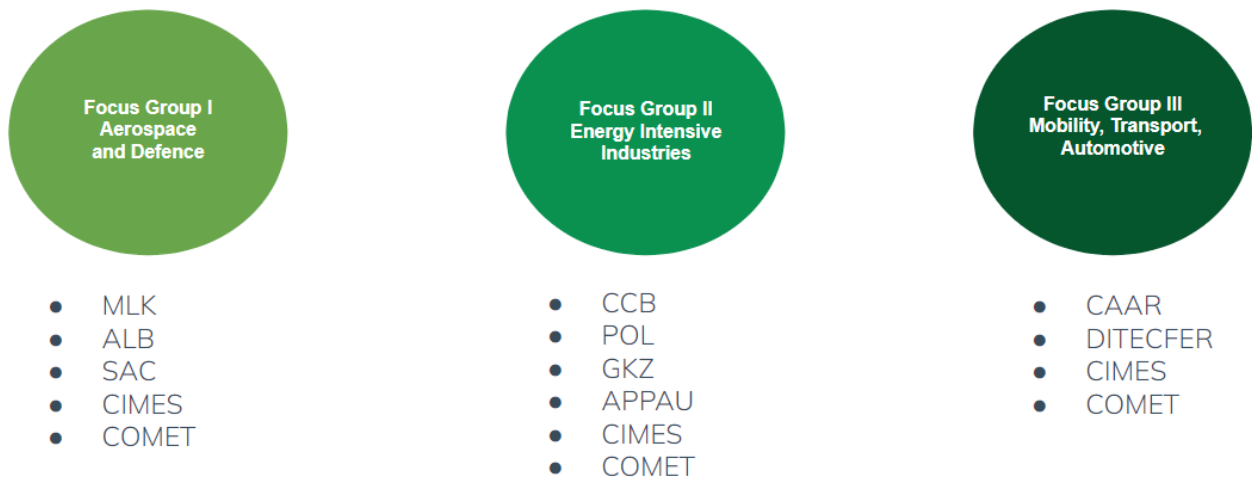 Focus Group I
Aerospace
and Defence
MLK
ALB
SAC
CIMES
COMET
Focus Group II
Energy Intensive
Industries
CCB
POL
GKZ
APPAU
CIMES
COMET
Focus Group III
Mobility, Transport,
Automotive
CAAR
DITECFER
CIMES
COMET